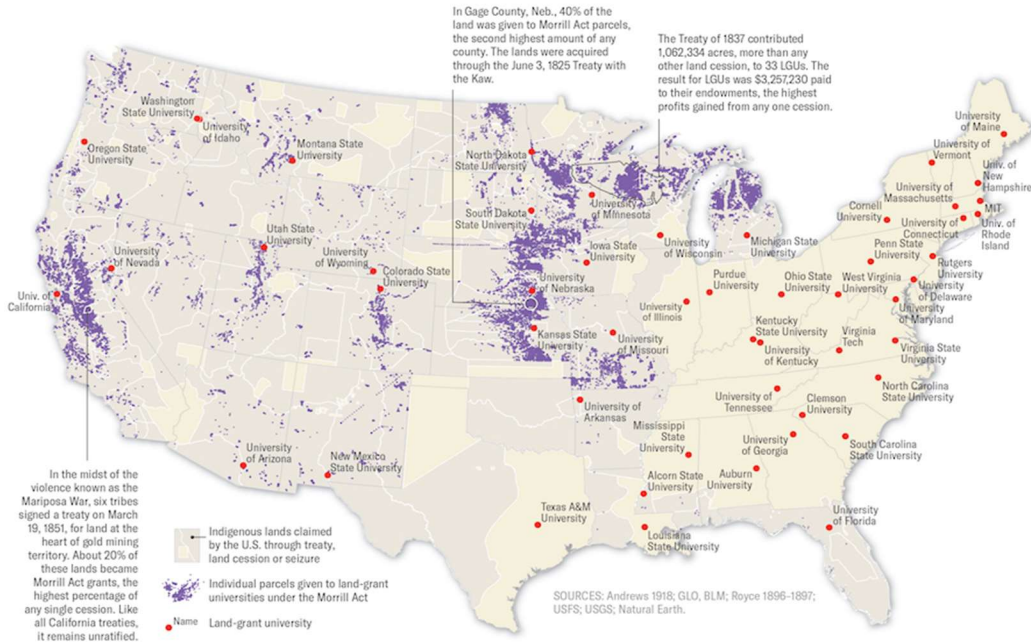 In Gage County, Neb., 40% of the
land was given to Morrill Act parcels,
the second highest amount of any
county. The lands were acquired
through the June 3, 1825 Treaty with
the Kaw.
The Treaty of 1837 contributed
1,062,334 acres, more than any
other land cession, to 33 LGUs. The
result for LGUs was $3,257,230 paid
to their endowments, the highest
profits gained from any one cession.
Washington
State University
University
of Idaho
Oregon State
University
Montana State
University
North Dakota
State University
South Dakota
State University
University
of Minnesota
University
of Maine
University of
Vermont
Univ. of
New
Hampshire
University of
Massachusetts
MIT
Cornell
University
University of
Connecticut
Univ. of
Rhode
Island
Utah State
University
University
of Nevada
University
of Wyoming
Colorado State
University
Iowa State
University
University
of Wisconsin
Michigan State
University
Penn State
University
Rutgers
University
University
of Delaware
University
of Maryland
Univ. of
California
University
of Nebraska
Purdue
University
Ohio State
University
West Virginia
University
University
of Illinois
Kansas State
University
University
of Missouri
Kentucky
State University
University
of Kentucky
Virginia
Tech
Virginia State
University
North Carolina
State University
University of
Arkansas
University of
Tennessee
Clemson
University
Mississippi
State
University
University
of Georgia
South Carolina
State University
University
of Arizona
New Mexico
State University
Alcorn State
University
Auburn
University
Texas A&M
University
Louisiana
State University
University
of Florida
In the midst of the
violence known as the
Mariposa War, six tribes
signed a treaty on March
19, 1851, for land at the
heart of gold mining
territory. About 20% of
these lands became
Morrill Act grants, the
highest percentage of
any single cession. Like
all California treaties,
it remains unratified.
Indigenous lands claimed
by the U.S. through treaty,
land cession or seizure
Individual parcels given to land-grant
universities under the Morrill Act
Name Land-grant university
SOURCES: Andrews 1918; GLO, BLM; Royce 1896-1897;
USFS; USGS; Natural Earth.